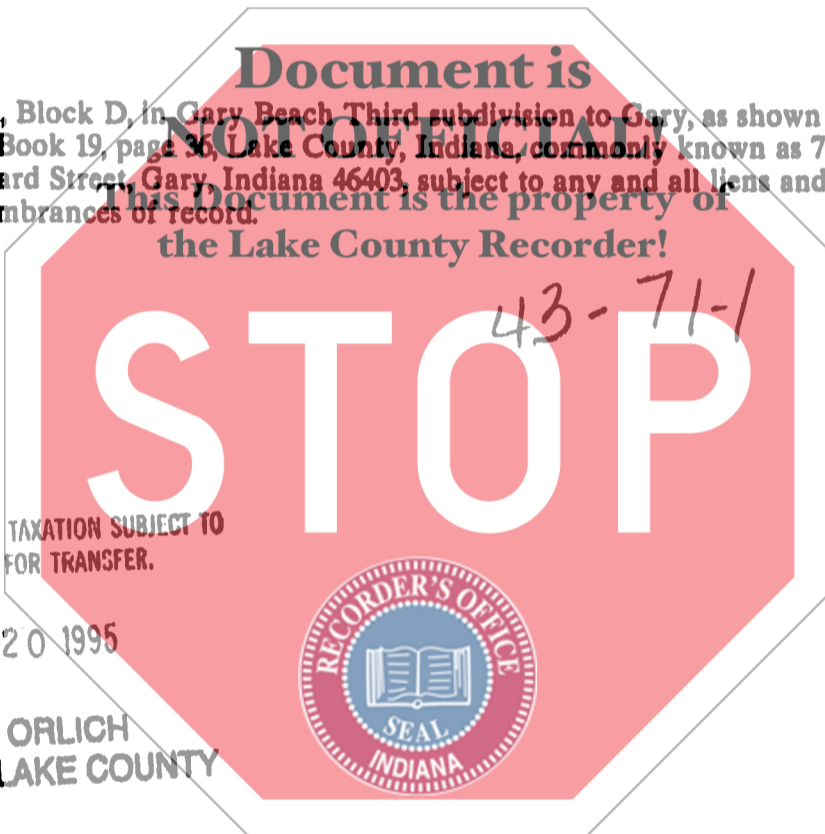 Document is
, Block D, in Gary Beach Third subdivision to Gary, as shown
NOT OFFICIAL!
Book 19, page 36, Lake County, Indiana, commonly known as 7
ard Street, Gary, Indiana 46403, subject to any and all liens and
This Document is the property of
mbrances of record.
the Lake County Recorder!
43-71-1
STOP
TAXATION SUBJECT TO
FOR TRANSFER.
20 1995
ORLICH
LAKE COUNTY
RECORDER'S OFFICE
SEAL
INDIANA